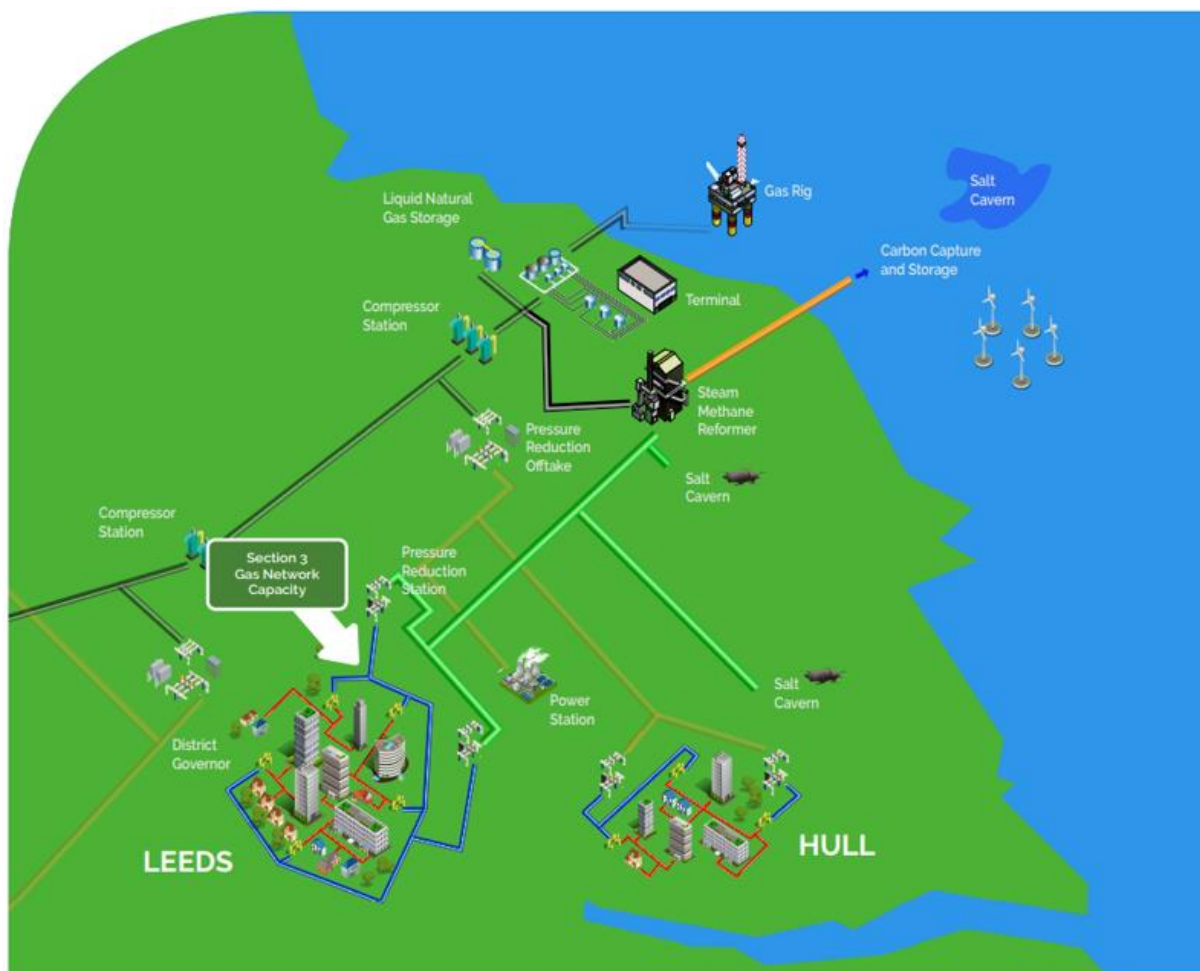 Salt
Cavern
Gas Rig
Liquid Natural
Gas Storage
Carbon Capture
and Storage
Terminal
Compressor
Station
Steam
Methane
Reformer
Pressure
Reduction
Offtake
Salt
Cavern
Compressor
Station
Section 3
Gas Network
Capacity
Pressure
Reduction
Station
Salt
Cavern
Power
Station
District
Governor
LEEDS
HULL